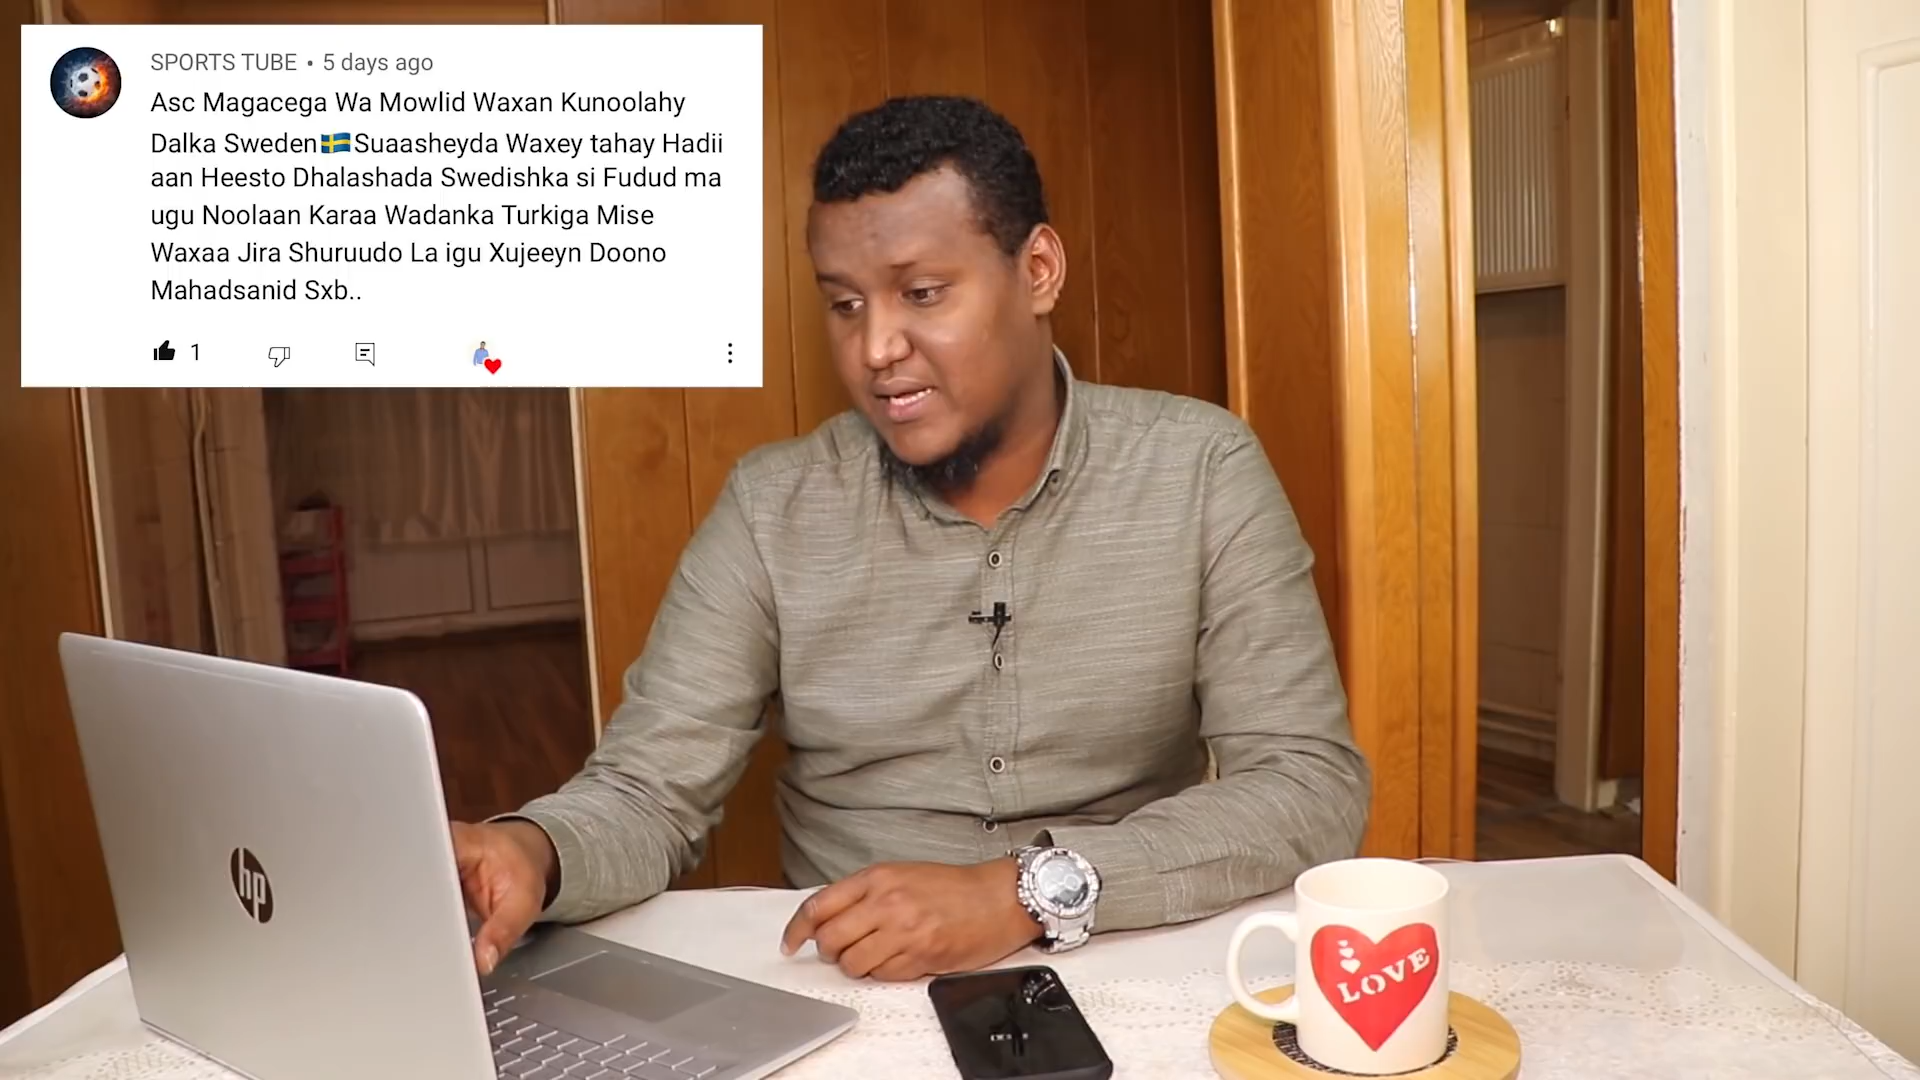 SPORTS TUBE • 5 days ago
Asc Magacega Wa Mowlid Waxan Kunoolahy
Dalka Sweden🇸🇪Suaasheyda Waxey tahay Hadii
aan Heesto Dhalashada Swedishka si Fudud ma
ugu Noolaan Karaa Wadanka Turkiga Mise
Waxaa Jira Shuruudo La igu Xujeeyn Doono
Mahadsanid Sxb..
1
hp
LOVE